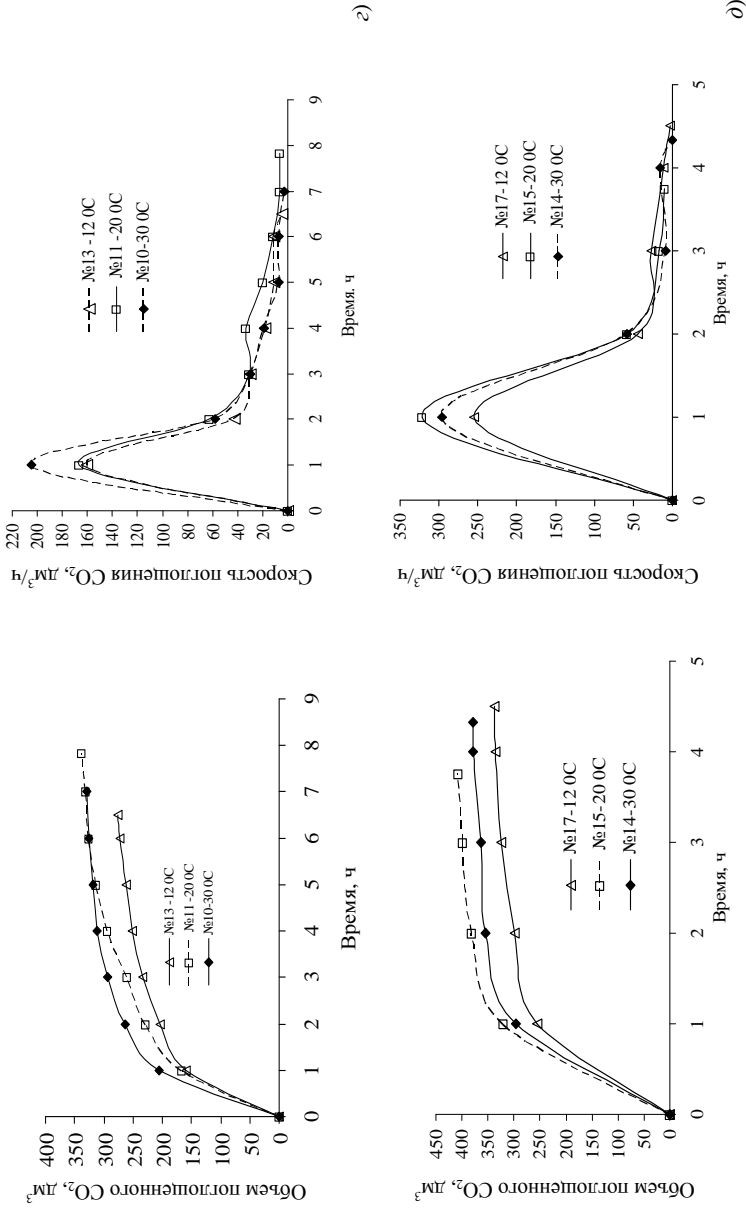 400
350
300
250
200
150
100
50
0
0 1 2 3 4 5 6 7 8 9
Объем поглощенного CO₂, дм³
Время, ч
№13 -12 0С
№11 -20 0С
№10-30 0С
220
200
180
160
140
120
100
80
60
40
20
0
0 1 2 3 4 5 6 7 8 9
Скорость поглощения CO₂, дм³/ч
Время. ч
№13 -12 0С
№11 -20 0С
№10-30 0С
г)
450
400
350
300
250
200
150
100
50
0
0 1 2 3 4 5
Объем поглощенного CO₂, дм³
Время, ч
№17-12 0С
№15-20 0С
№14-30 0С
350
300
250
200
150
100
50
0
0 1 2 3 4 5
Скорость поглощения CO₂, дм³/ч
Время, ч
№17-12 0С
№15-20 0С
№14-30 0С
д)